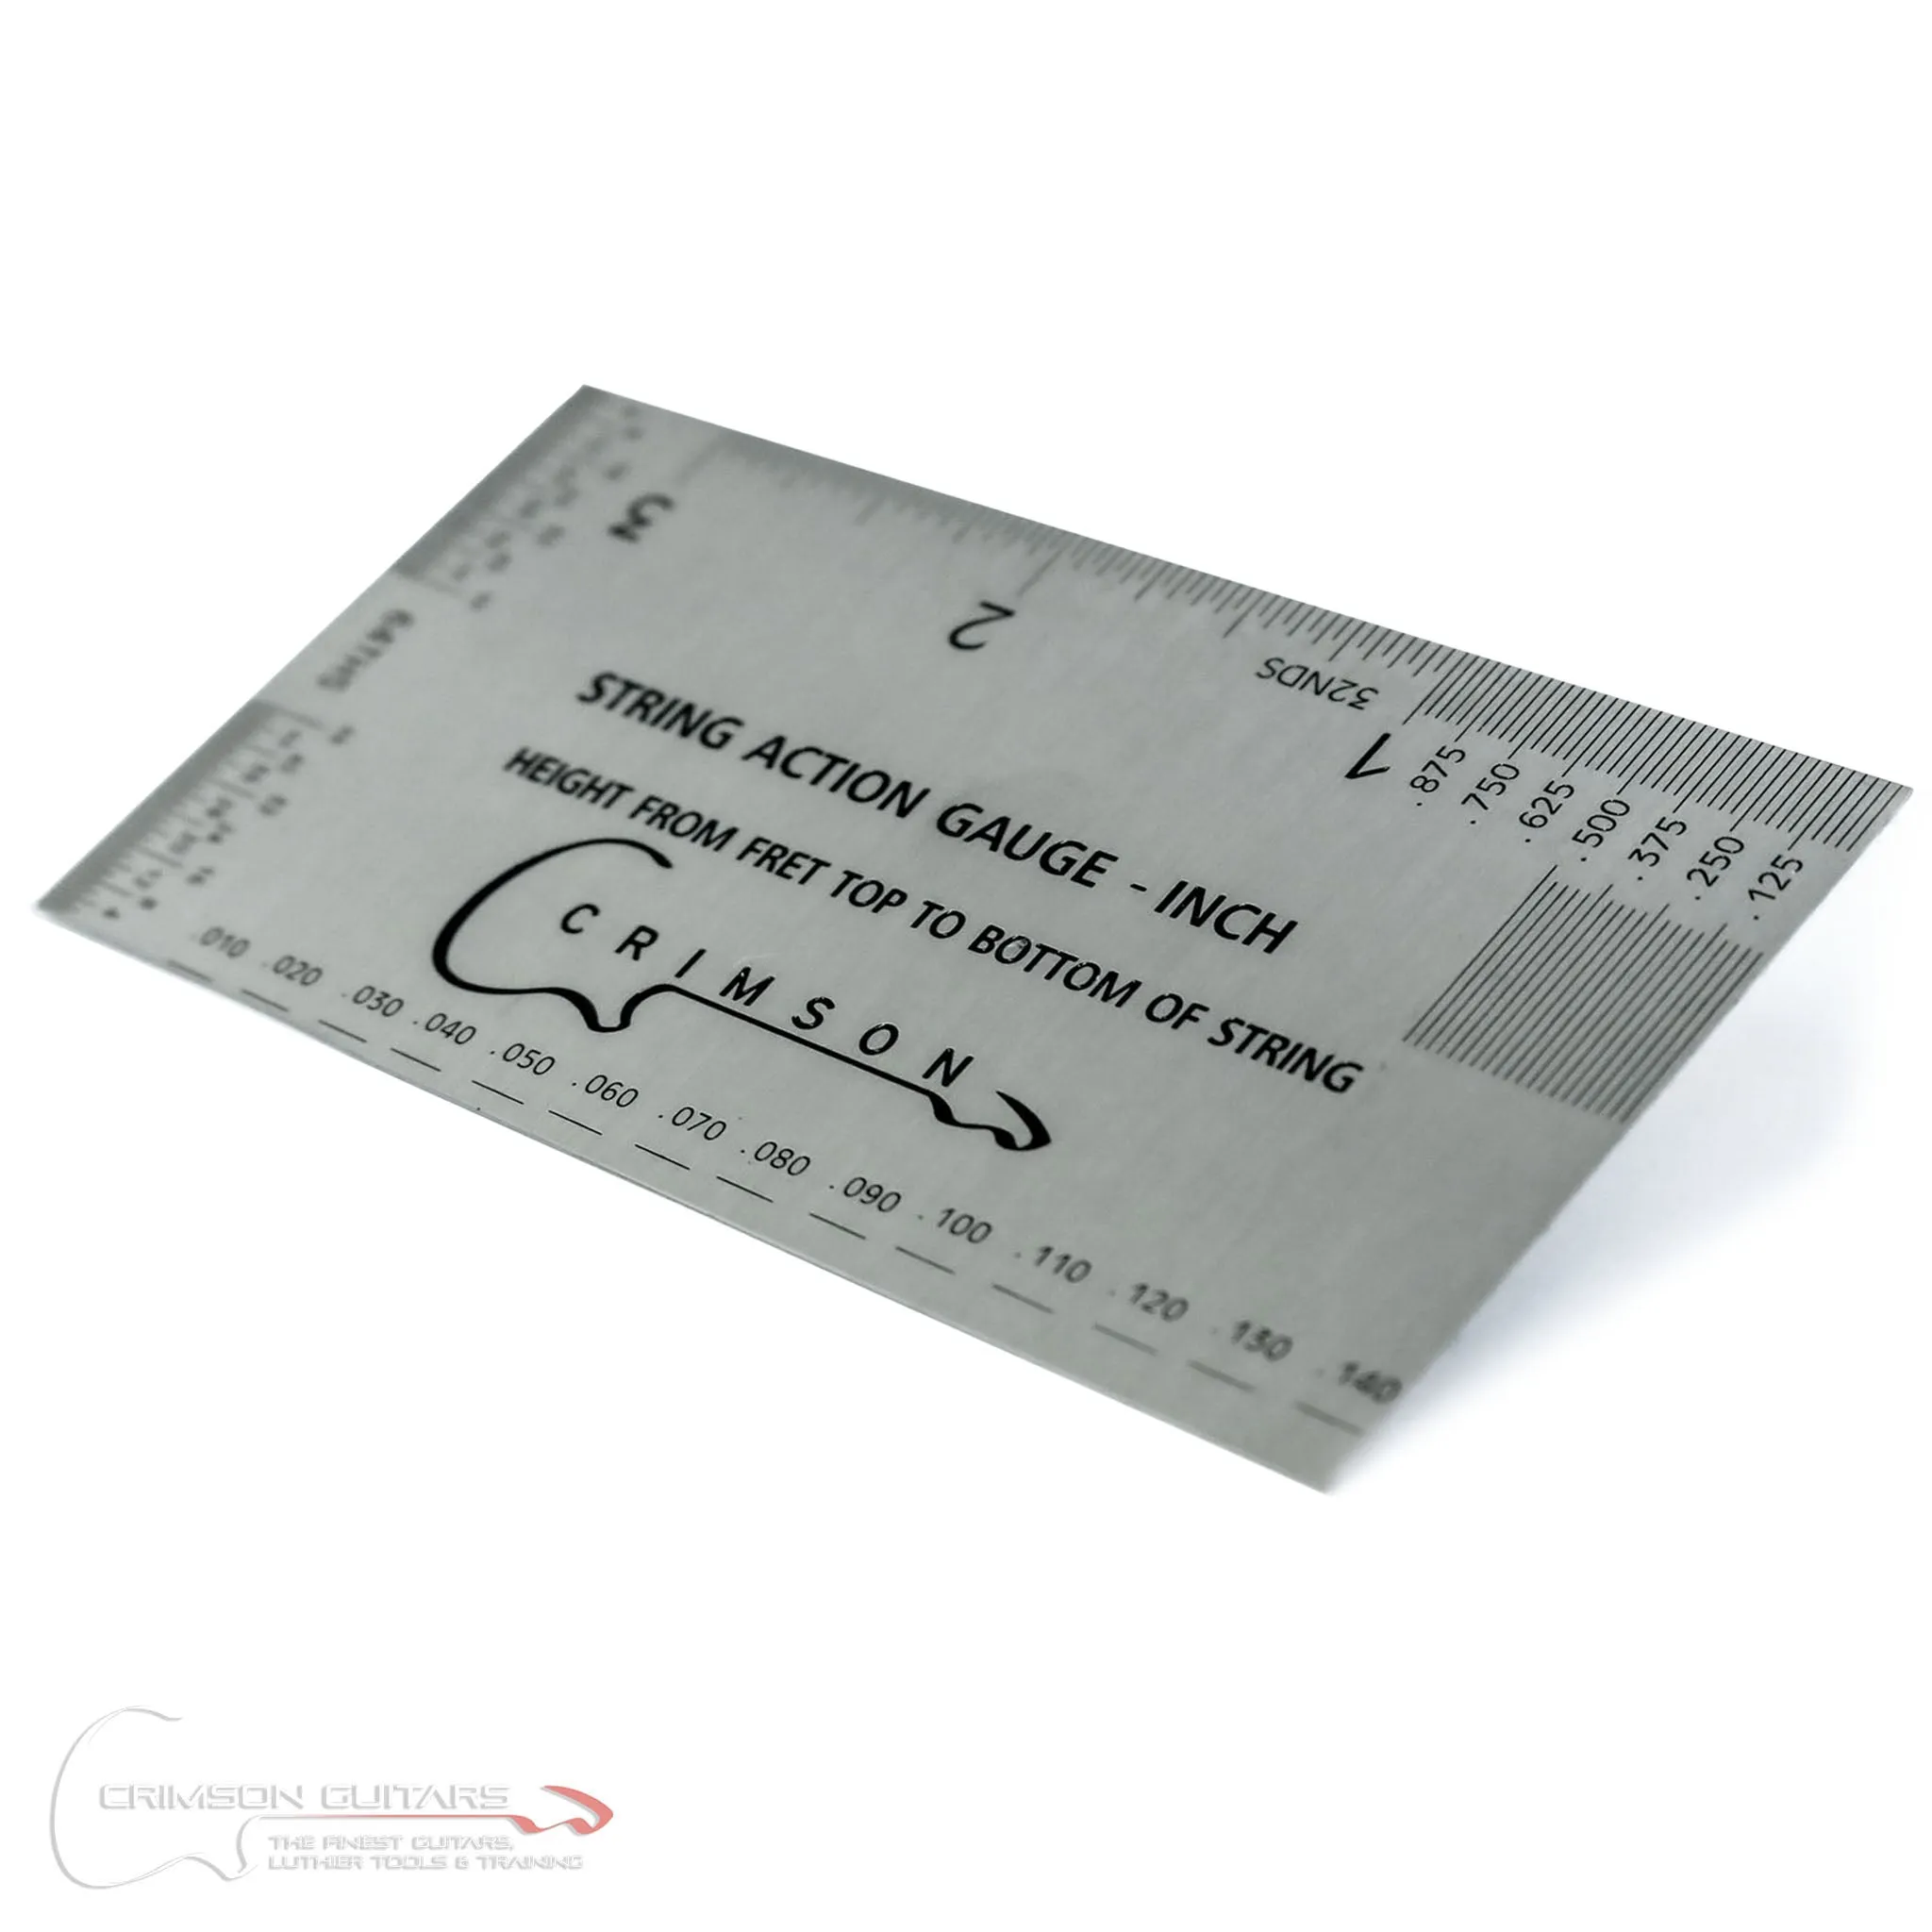 3
2
32NDS
1
.875 .750 .625 .500 .375 .250 .125
64THS
STRING ACTION GAUGE - INCH
HEIGHT FROM FRET TOP TO BOTTOM OF STRING
CRIMSON
.010 .020 .030 .040 .050 .060 .070 .080 .090 .100 .110 .120 .130 .140
CRIMSON GUITARS
THE FINEST GUITARS,
LUTHIER TOOLS & TRAINING